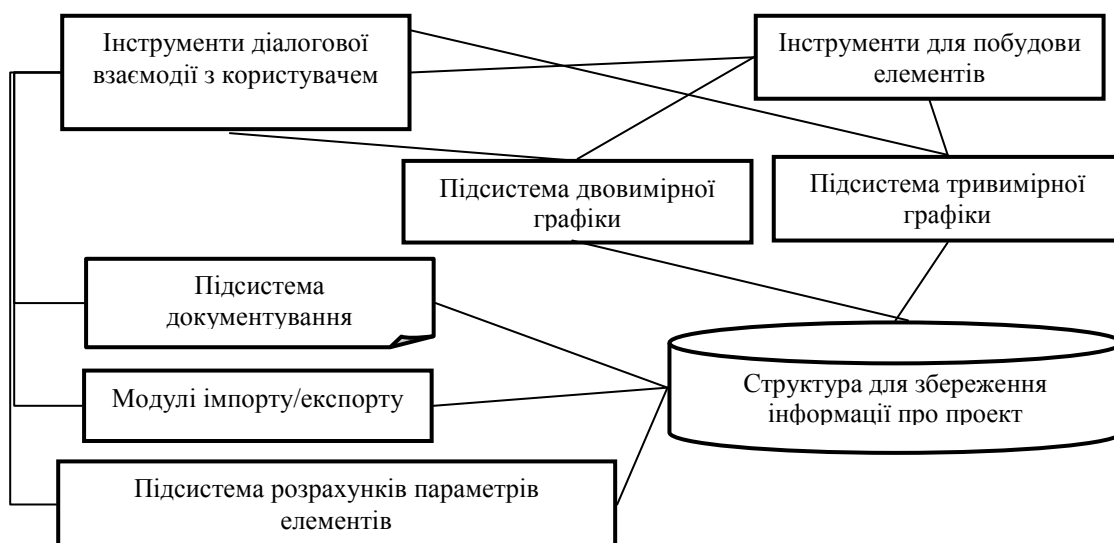 Інструменти діалогової
взаємодії з користувачем
Інструменти для побудови
елементів
Підсистема двовимірної
графіки
Підсистема тривимірної
графіки
Підсистема
документування
Модулі імпорту/експорту
Структура для збереження
інформації про проект
Підсистема розрахунків параметрів
елементів